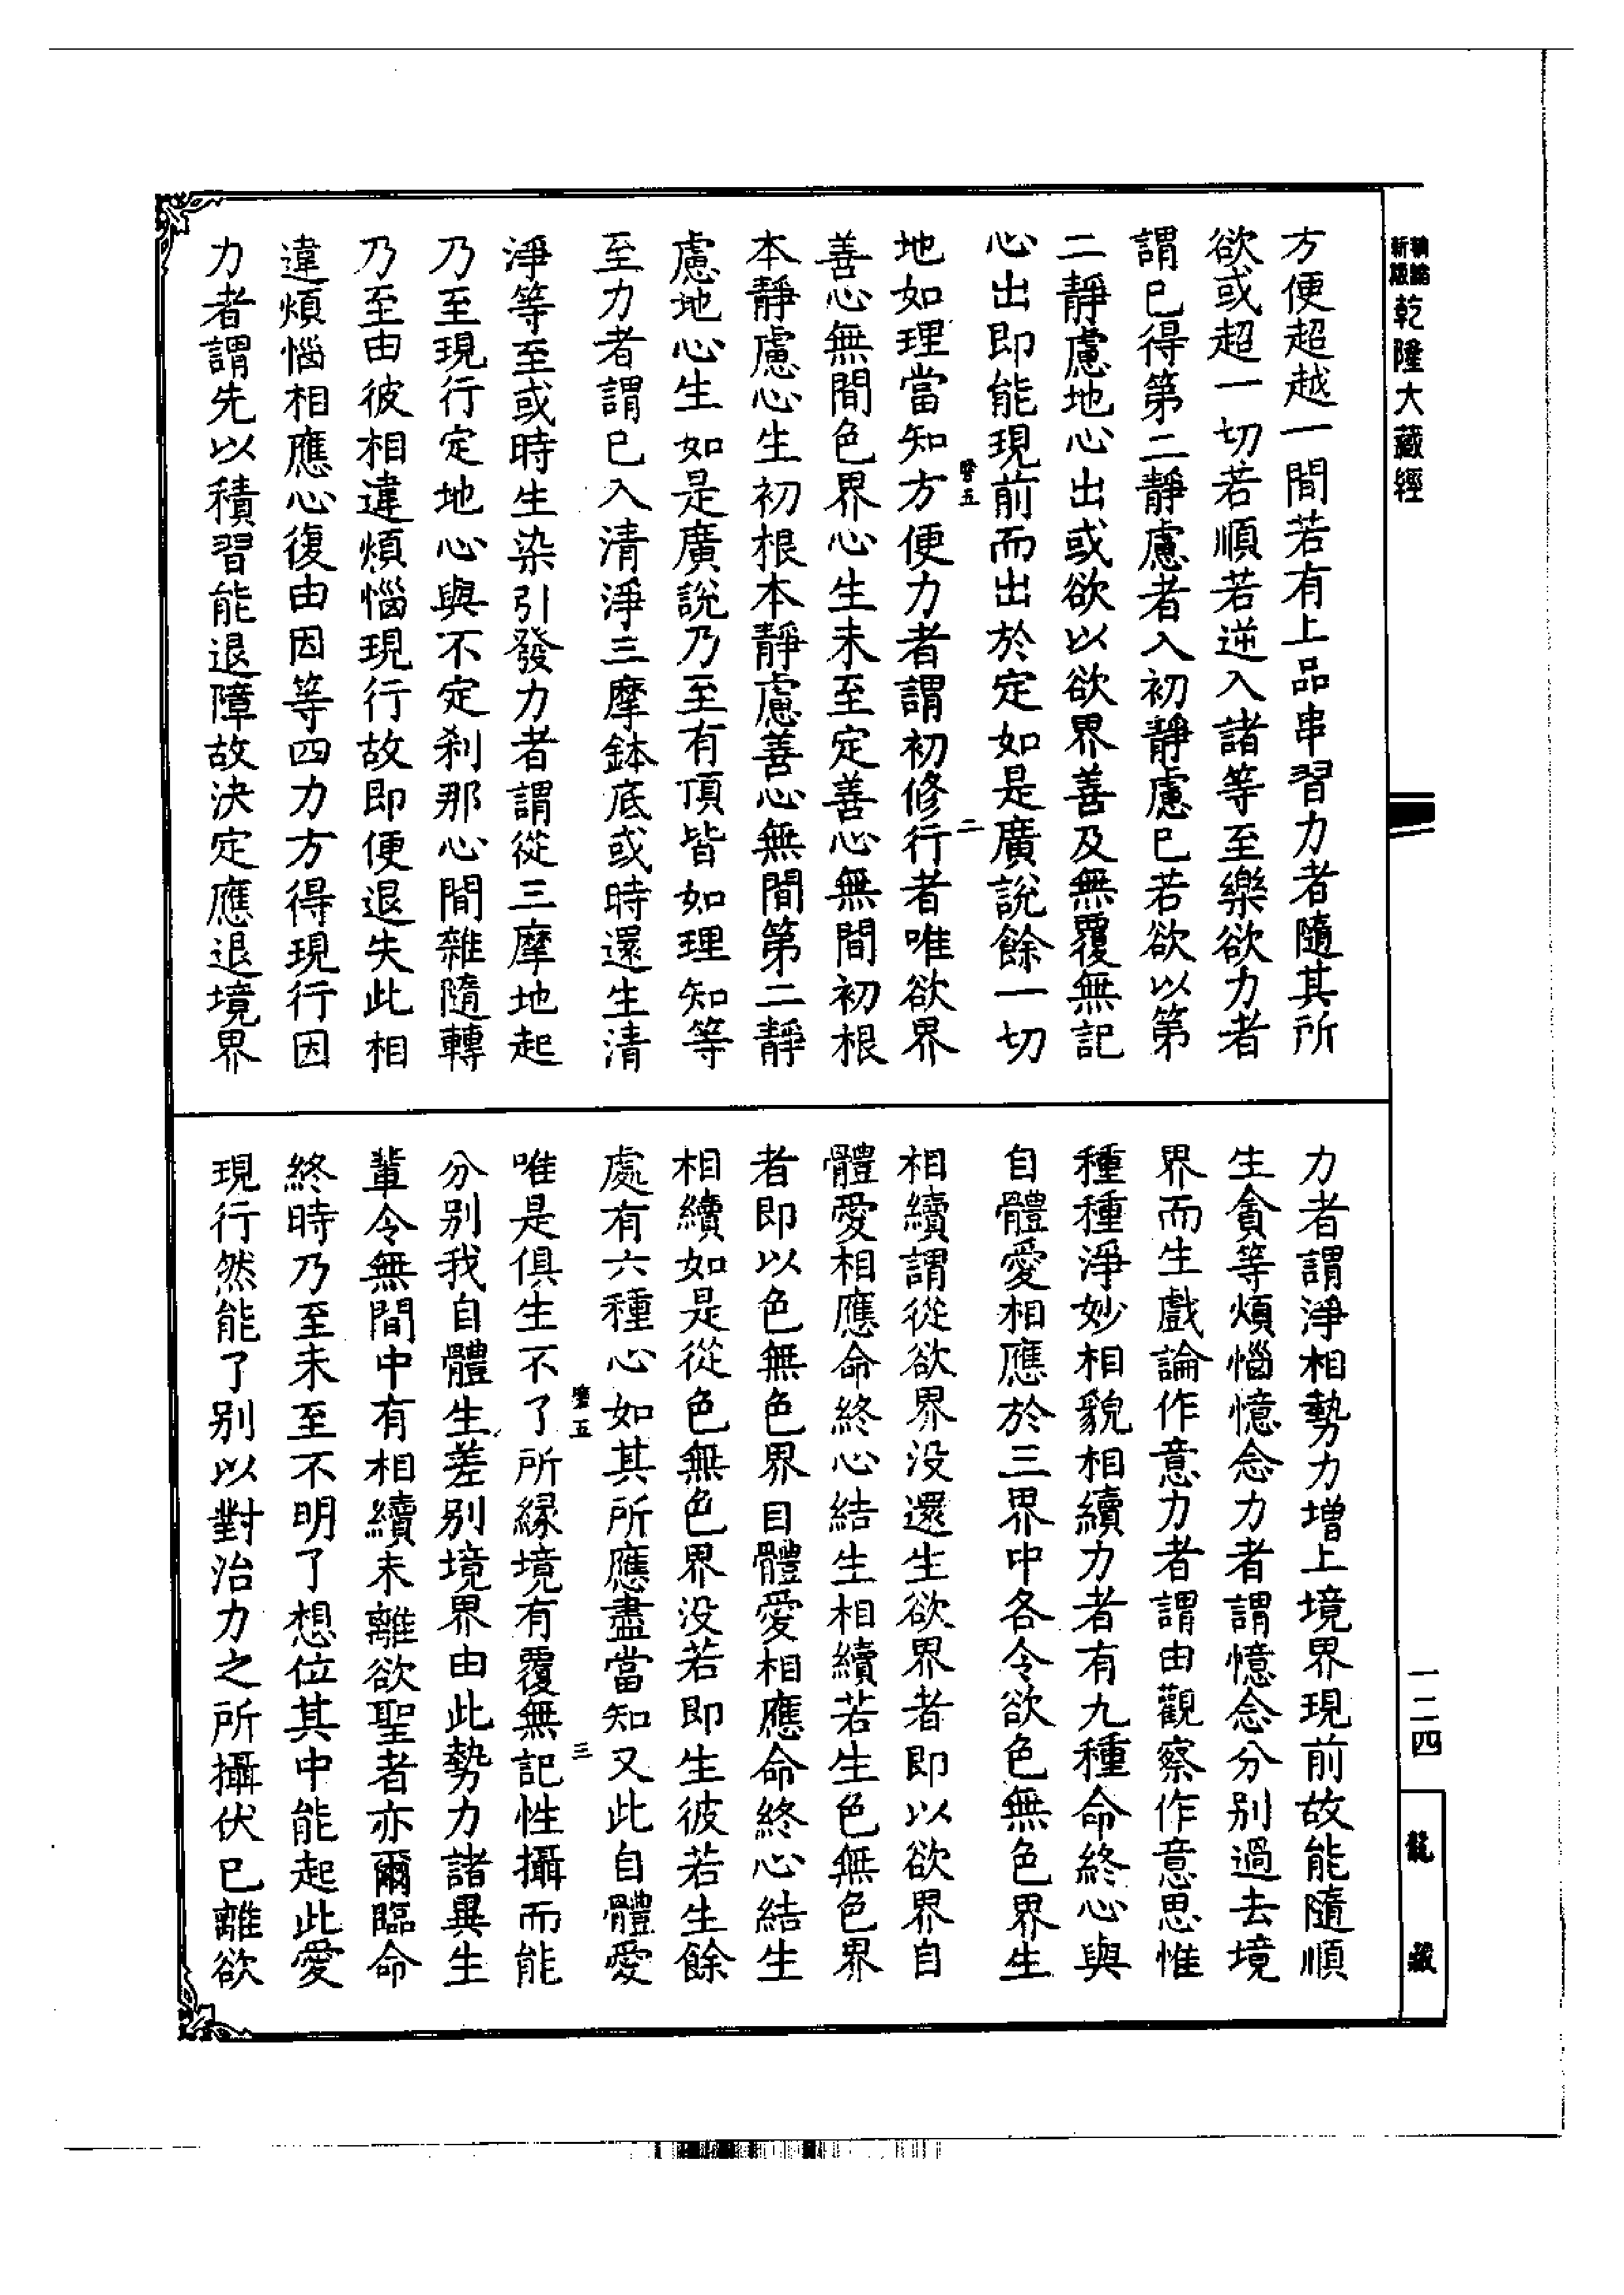 新編縮版乾隆大藏經
方便超越一間若有上品串習力者隨其所
欲或超一切若順若逆入諸等至樂欲力者
謂已得第二靜慮者入初靜慮已若欲以第
二靜慮地心出或欲以欲界善及無覆無記
心出即能現前而出於定如是廣說餘一切
磨五
二
地如理當知方便力者謂初修行者唯欲界
善心無間色界心生未至定善心無間初根
本靜慮心生初根本靜慮善心無間第二靜
慮地心生如是廣說乃至有頂皆如理知等
至力者謂已入清淨三摩鉢底或時還生清
淨等至或時生染引發力者謂從三摩地起
乃至現行定地心與不定刹那心間雜隨轉
乃至由彼相違煩惱現行故即便退失此相
違煩惱相應心復由因等四力方得現行因
力者謂先以積習能退障故決定應退境界
力者謂淨相勢力增上境界現前故能隨順
生貪等煩惱憶念力者謂憶念分別過去境
界而生戲論作意力者謂由觀察作意思惟
種種淨妙相貌相續力者有九種命終心與
自體愛相應於三界中各令欲色無色界生
相續謂從欲界没還生欲界者即以欲界自
體愛相應命終心結生相續若生色無色界
者即以色無色界自體愛相應命終心結生
相續如是從色無色界没若即生彼若生餘
處有六種心如其所應盡當知又此自體愛
磨五
三
唯是俱生不了所緣境有覆無記性攝而能
分別我自體生差別境界由此勢力諸異生
輩令無間中有相續未離欲聖者亦爾臨命
終時乃至未至不明了想位其中能起此愛
現行然能了別以對治力之所攝伏已離欲
一二四
龍藏